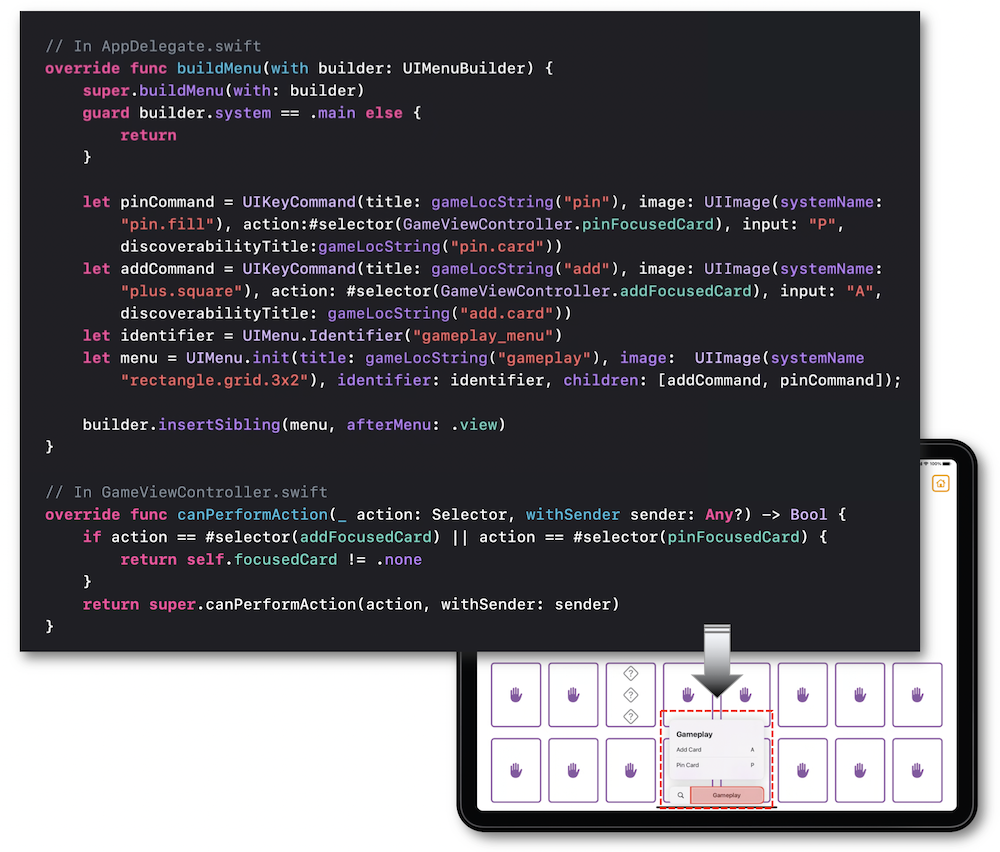 // In AppDelegate.swift
override func buildMenu(with builder: UIMenuBuilder) {
super.buildMenu(with: builder)
guard builder.system == .main else {
return
}
let pinCommand = UIKeyCommand(title: gameLocString("pin"), image: UIImage(systemName:
"pin.fill"), action:#selector(GameViewController.pinFocusedCard), input: "P",
discoverabilityTitle:gameLocString("pin.card"))
let addCommand = UIKeyCommand(title: gameLocString("add"), image: UIImage(systemName:
"plus.square"), action: #selector(GameViewController.addFocusedCard), input: "A",
discoverabilityTitle: gameLocString("add.card"))
let identifier = UIMenu.Identifier("gameplay_menu")
let menu = UIMenu.init(title: gameLocString("gameplay"), image:  UIImage(systemName
"rectangle.grid.3x2"), identifier: identifier, children: [addCommand, pinCommand]);
builder.insertSibling(menu, afterMenu: .view)
}
// In GameViewController.swift
override func canPerformAction(_ action: Selector, withSender sender: Any?) -> Bool {
if action == #selector(addFocusedCard) || action == #selector(pinFocusedCard) {
return self.focusedCard != .none
}
return super.canPerformAction(action, withSender: sender)
}
100%
? 
?
?
Gameplay
Add Card A
Pin Card P
Gameplay